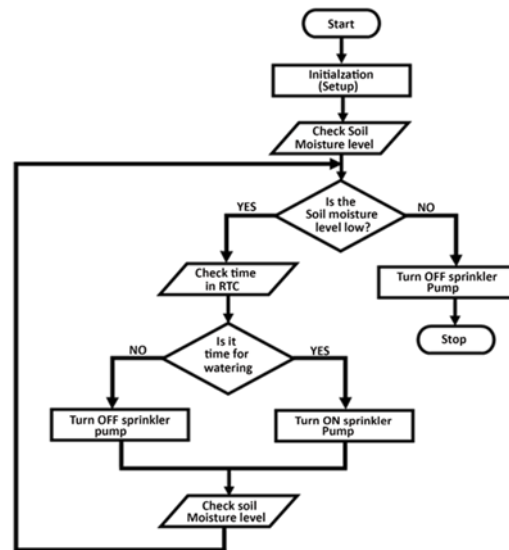 Start
Initialzation
(Setup)
Check Soil
Moisture level
Is the
Soil moisture
level low?
YES
NO
Check time
in RTC
Turn OFF sprinkler
Pump
Stop
Is it
time for
watering
NO
YES
Turn OFF sprinkler
pump
Turn ON sprinkler
Pump
Check soil
Moisture level